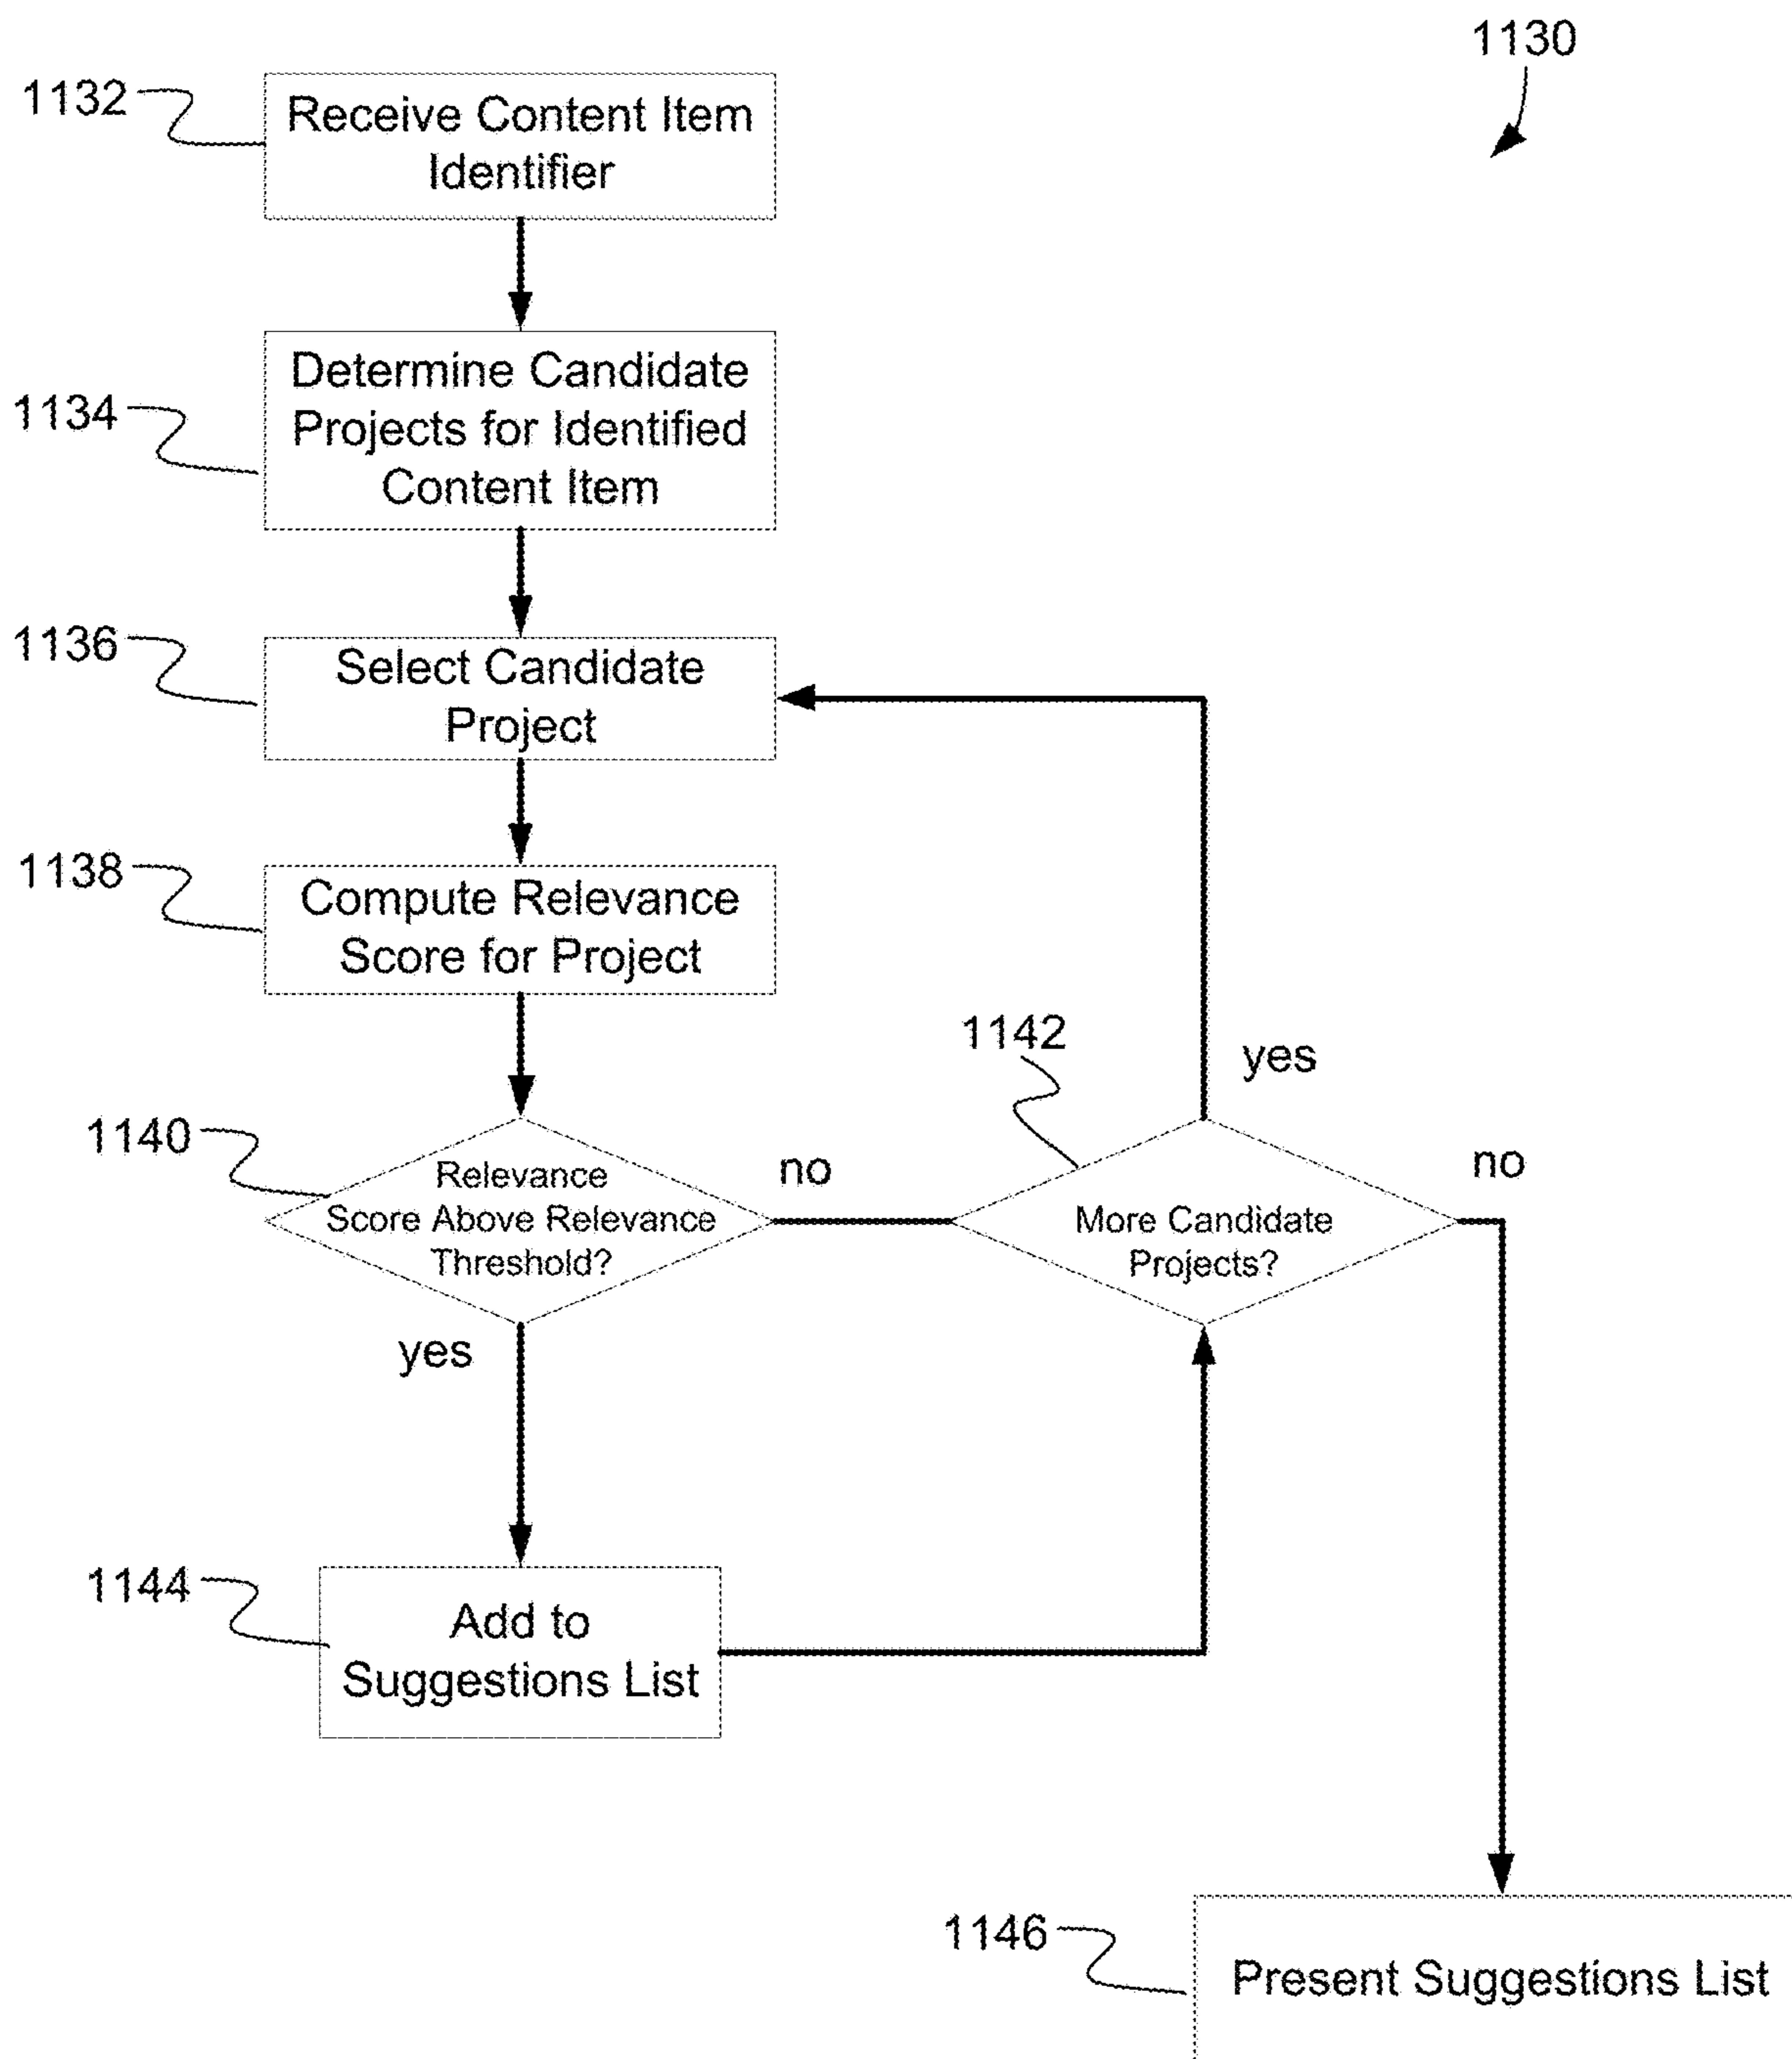 1130
1132
Receive Content Item
Identifier
1134
Determine Candidate
Projects for Identified
Content Item
1136
Select Candidate
Project
1138
Compute Relevance
Score for Project
1140
Relevance
Score Above Relevance
Threshold?
no
yes
1142
More Candidate
Projects?
yes
no
1144
Add to
Suggestions List
1146
Present Suggestions List